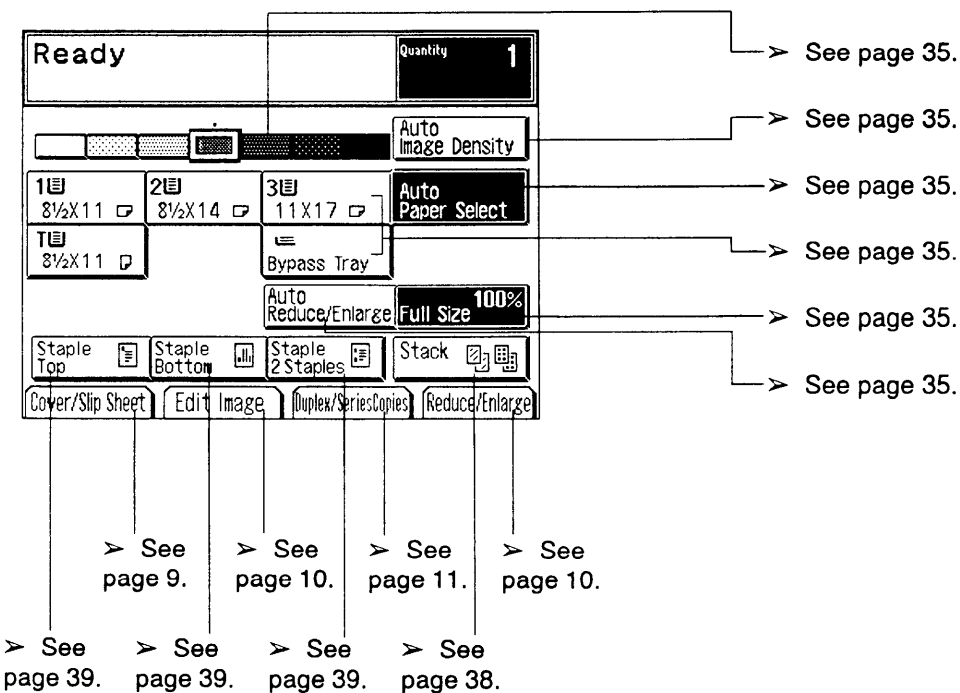 Ready
Quantity 1
➢ See page 35.
Auto
Image Density
➢ See page 35.
1 2 3 Auto
8½X11 8½X14 11X17 Paper Select
➢ See page 35.
T
8½X11 Bypass Tray
➢ See page 35.
Auto 100%
Reduce/Enlarge Full Size
➢ See page 35.
Staple Staple Staple Stack
Top Bottom 2 Staples
➢ See page 35.
Cover/Slip Sheet Edit Image Duplex/SeriesCopies Reduce/Enlarge
➢ See ➢ See ➢ See ➢ See
page 9. page 10. page 11. page 10.
➢ See ➢ See ➢ See ➢ See
page 39. page 39. page 39. page 38.